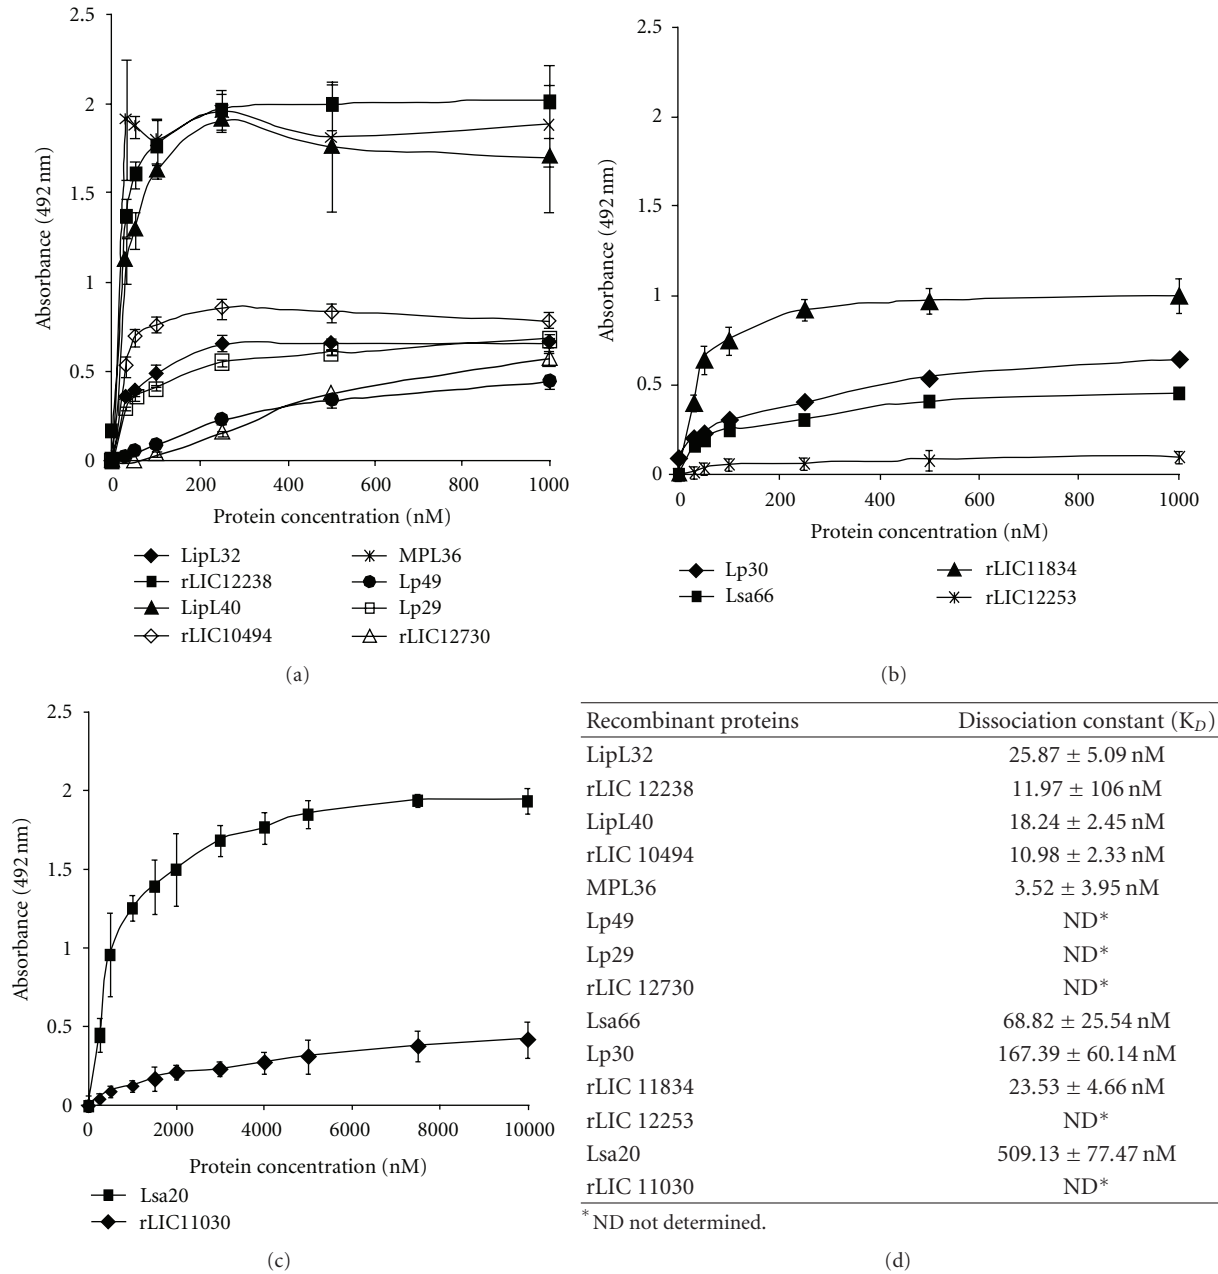 2.5
2
1.5
1
0.5
0
Absorbance (492 nm)
0 200 400 600 800 1000
Protein concentration (nM)
LipL32
rLIC12238
LipL40
rLIC10494
MPL36
Lp49
Lp29
rLIC12730
(a)
2.5
2
1.5
1
0.5
0
Absorbance (492 nm)
0 200 400 600 800 1000
Protein concentration (nM)
Lp30
Lsa66
rLIC11834
rLIC12253
(b)
2.5
2
1.5
1
0.5
0
Absorbance (492 nm)
0 2000 4000 6000 8000 10000
Protein concentration (nM)
Lsa20
rLIC11030
(c)
Recombinant proteins Dissociation constant (K_D)
LipL32 25.87 ± 5.09 nM
rLIC 12238 11.97 ± 106 nM
LipL40 18.24 ± 2.45 nM
rLIC 10494 10.98 ± 2.33 nM
MPL36 3.52 ± 3.95 nM
Lp49 ND*
Lp29 ND*
rLIC 12730 ND*
Lsa66 68.82 ± 25.54 nM
Lp30 167.39 ± 60.14 nM
rLIC 11834 23.53 ± 4.66 nM
rLIC 12253 ND*
Lsa20 509.13 ± 77.47 nM
rLIC 11030 ND*
*ND not determined.
(d)